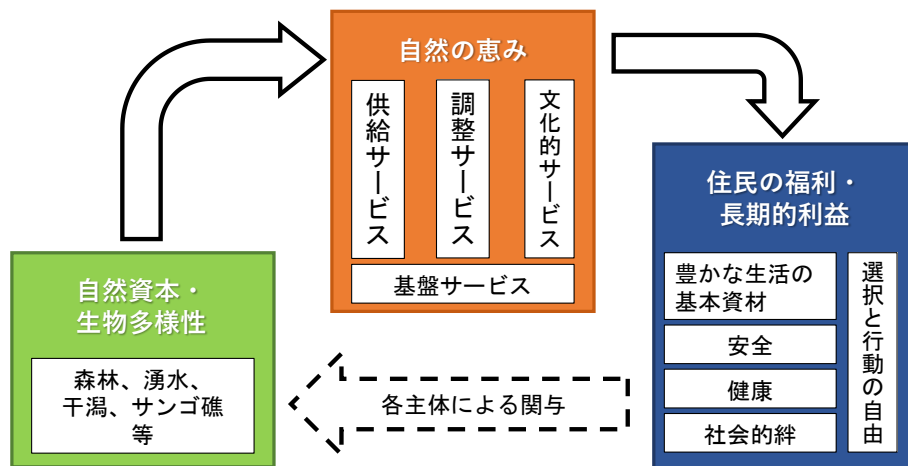 自然の恵み
供給サービス
調整サービス
文化的サービス
基盤サービス
住民の福利・
長期的利益
豊かな生活の
基本資材
安全
健康
社会的絆
選択と行動の自由
自然資本・
生物多様性
森林、湧水、
干潟、サンゴ礁
等
各主体による関与